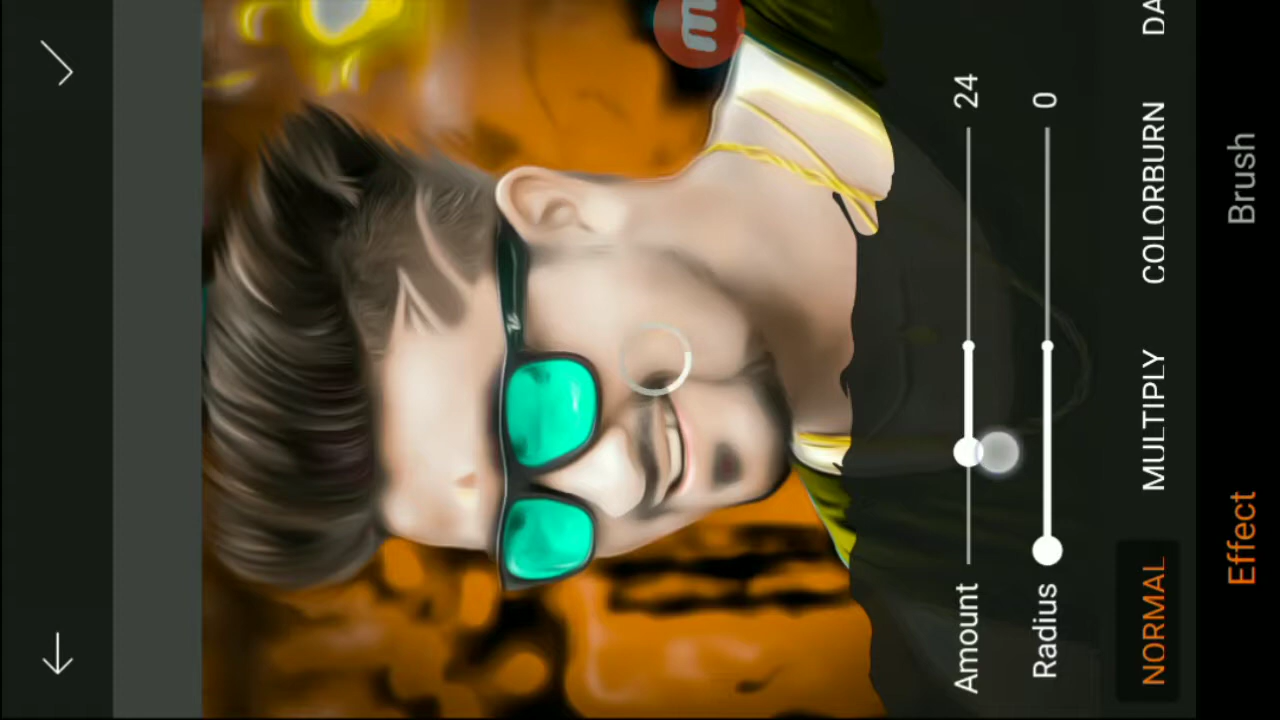 m
Amount 24
Radius 0
NORMAL MULTIPLY COLORBURN DA
Effect Brush